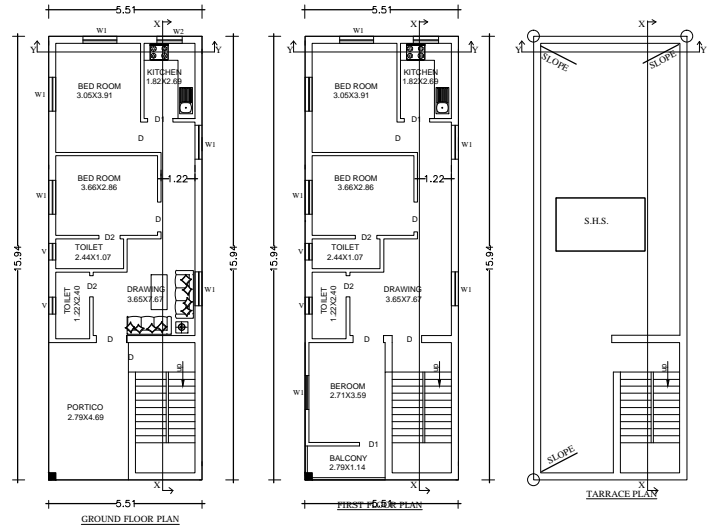 5.51
X
W1
W2
Y
Y
KITCHEN
1.82X2.69
BED ROOM
3.05X3.91
W1
D1
D
W1
BED ROOM
3.66X2.86
1.22
W1
D
D2
TOILET
2.44X1.07
V
15.94
15.94
D2
DRAWING
3.65X7.67
TOILET
1.22X2.40
V
W1
D
D
UP
PORTICO
2.79X4.69
X
5.51
GROUND FLOOR PLAN
5.51
X
W1
Y
Y
KITCHEN
1.82X2.69
BED ROOM
3.05X3.91
D1
D
BED ROOM
3.66X2.86
1.22
D
D2
TOILET
2.44X1.07
15.94
15.94
D2
DRAWING
3.65X7.67
TOILET
1.22X2.40
W1
D
D
UP
BEROOM
2.71X3.59
W1
D1
BALCONY
2.79X1.14
X
5.51
FIRST FLOOR PLAN
X
Y
Y
SLOPE
SLOPE
S.H.S.
UP
SLOPE
X
TARRACE PLAN